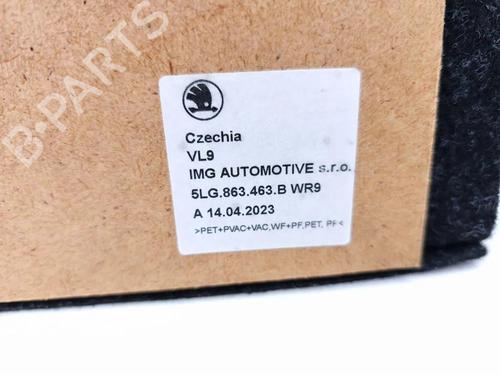 B-PARTS
Czechia
VL9
IMG AUTOMOTIVE s.r.o.
5LG.863.463.B WR9
A 14.04.2023
>PET+PVAC+VAC,WF+PF,PET, PF<